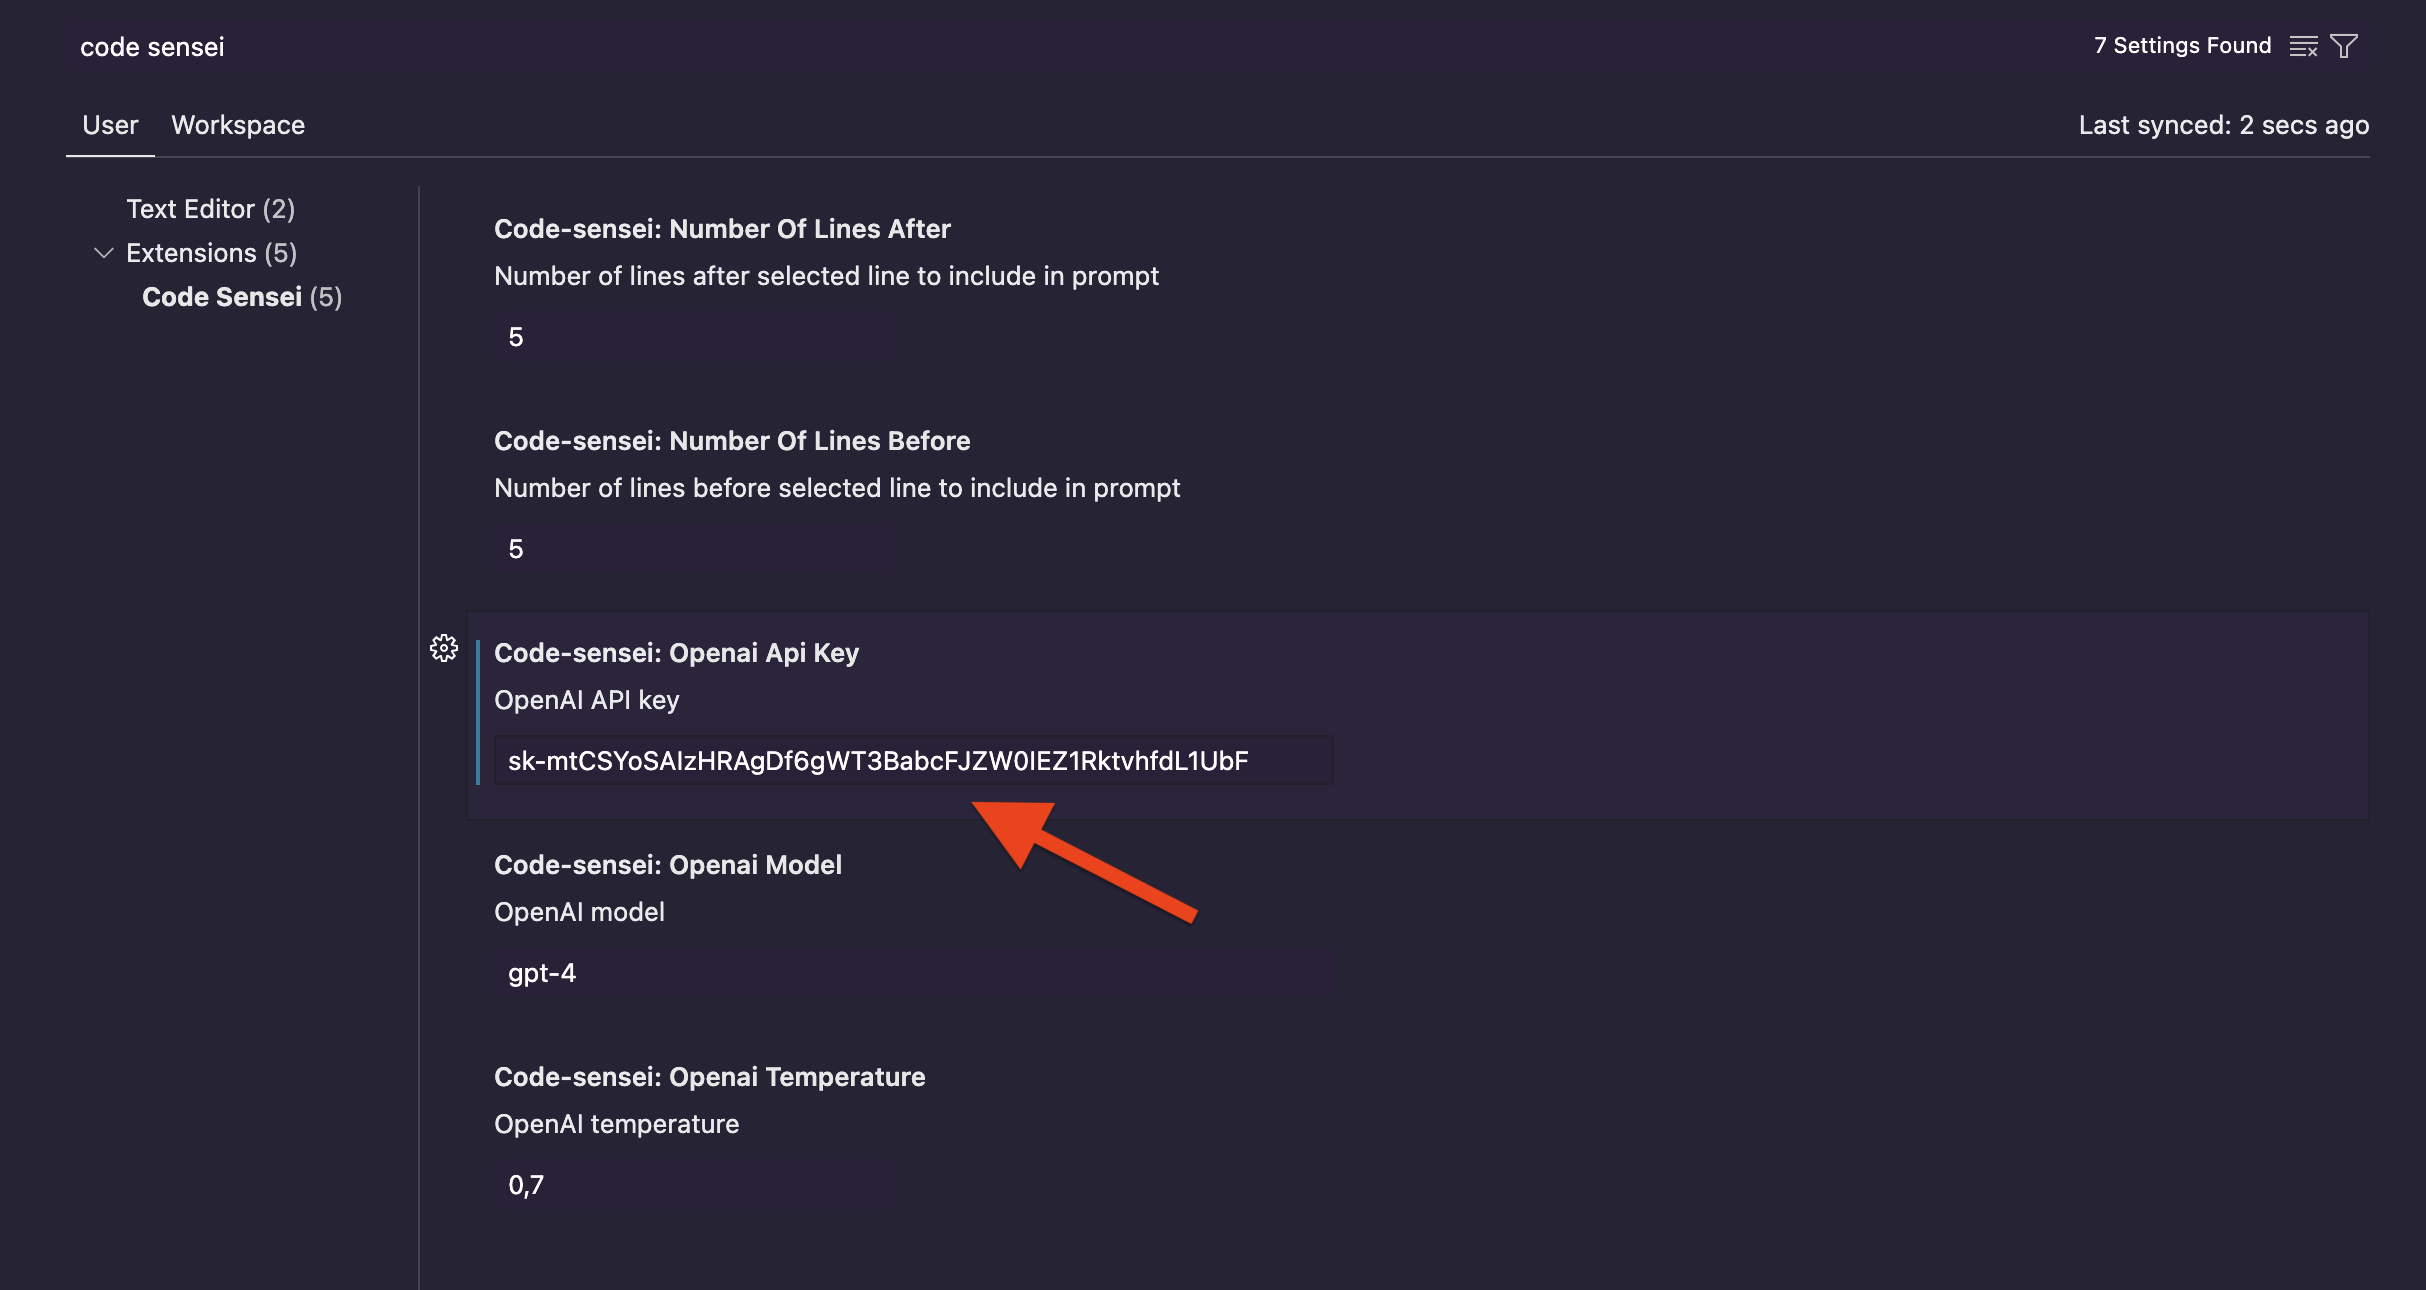 code sensei
7 Settings Found
User Workspace
Last synced: 2 secs ago
Text Editor (2)
Extensions (5)
Code Sensei (5)
Code-sensei: Number Of Lines After
Number of lines after selected line to include in prompt
5
Code-sensei: Number Of Lines Before
Number of lines before selected line to include in prompt
5
Code-sensei: Openai Api Key
OpenAI API key
sk-mtCSYoSAIzHRAgDf6gWT3BabcFJZW0IEZ1RktvhfdL1UbF
Code-sensei: Openai Model
OpenAI model
gpt-4
Code-sensei: Openai Temperature
OpenAI temperature
0,7